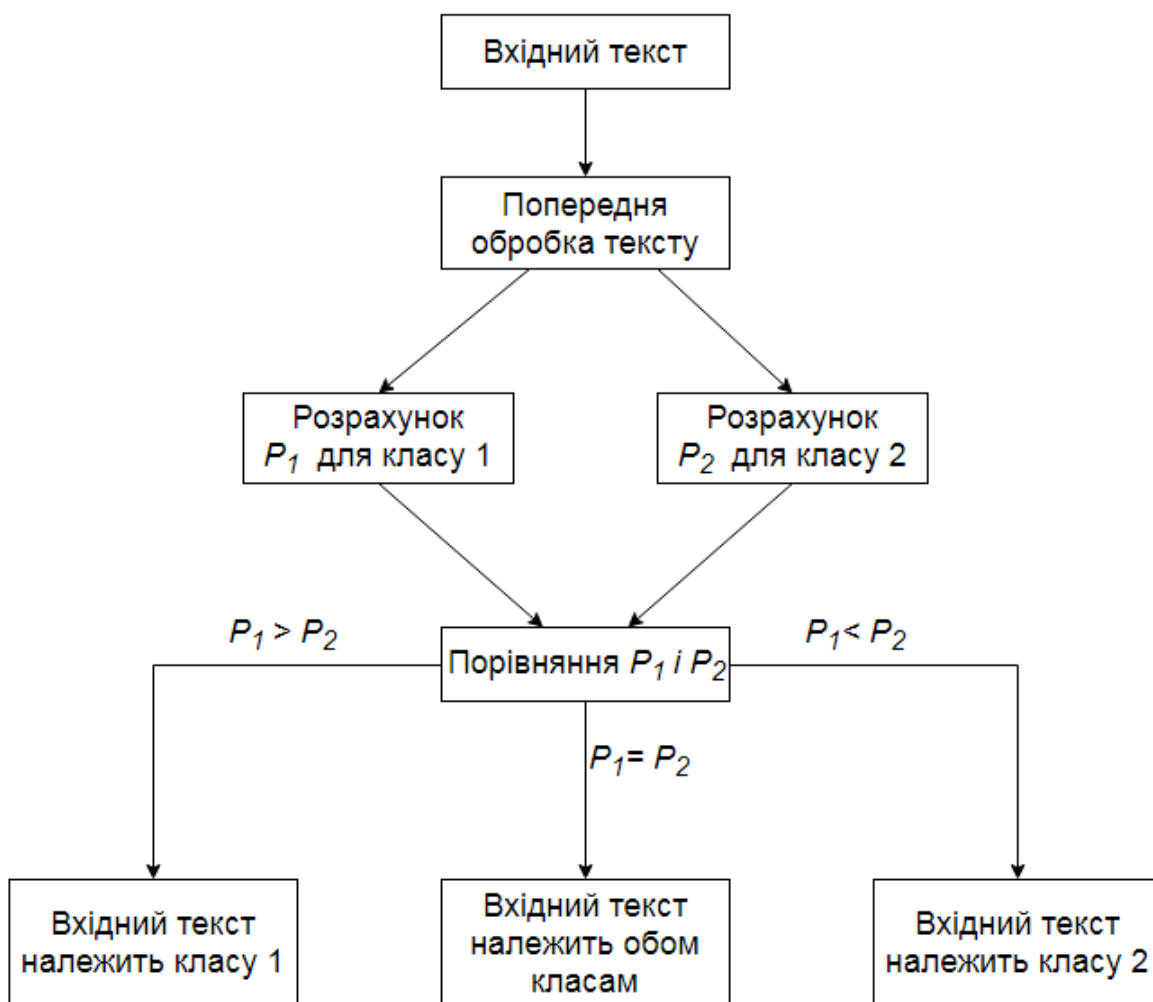 Вхідний текст
Попередня
обробка тексту
Розрахунок
P₁ для класу 1
Розрахунок
P₂ для класу 2
P₁ > P₂
Порівняння P₁ і P₂
P₁< P₂
P₁= P₂
Вхідний текст
належить класу 1
Вхідний текст
належить обом
класам
Вхідний текст
належить класу 2